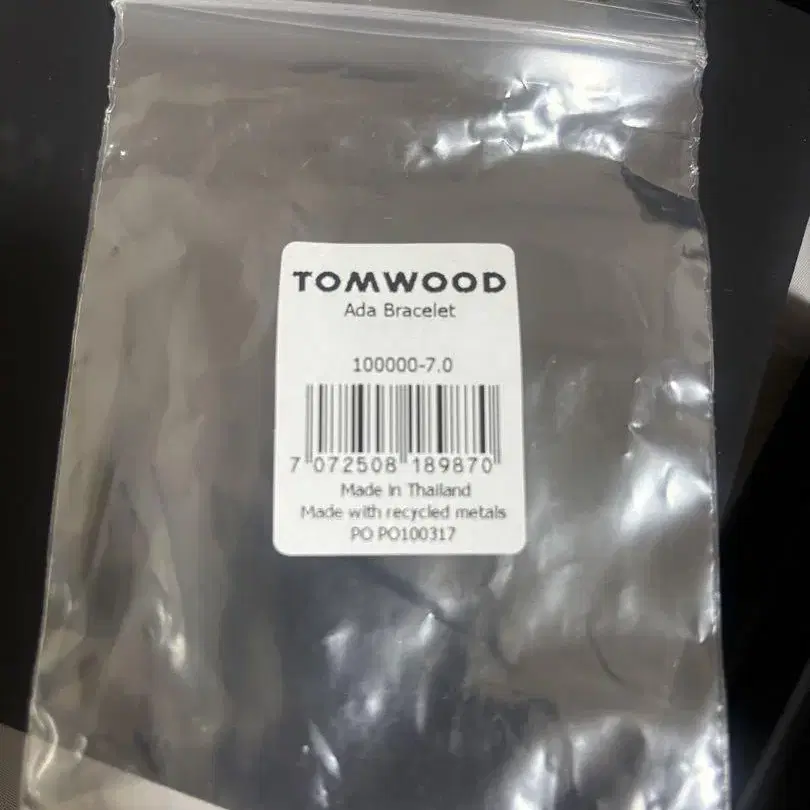 TOMWOOD
Ada Bracelet
100000-7.0
7 072508 189870
Made in Thailand
Made with recycled metals
PO PO100317